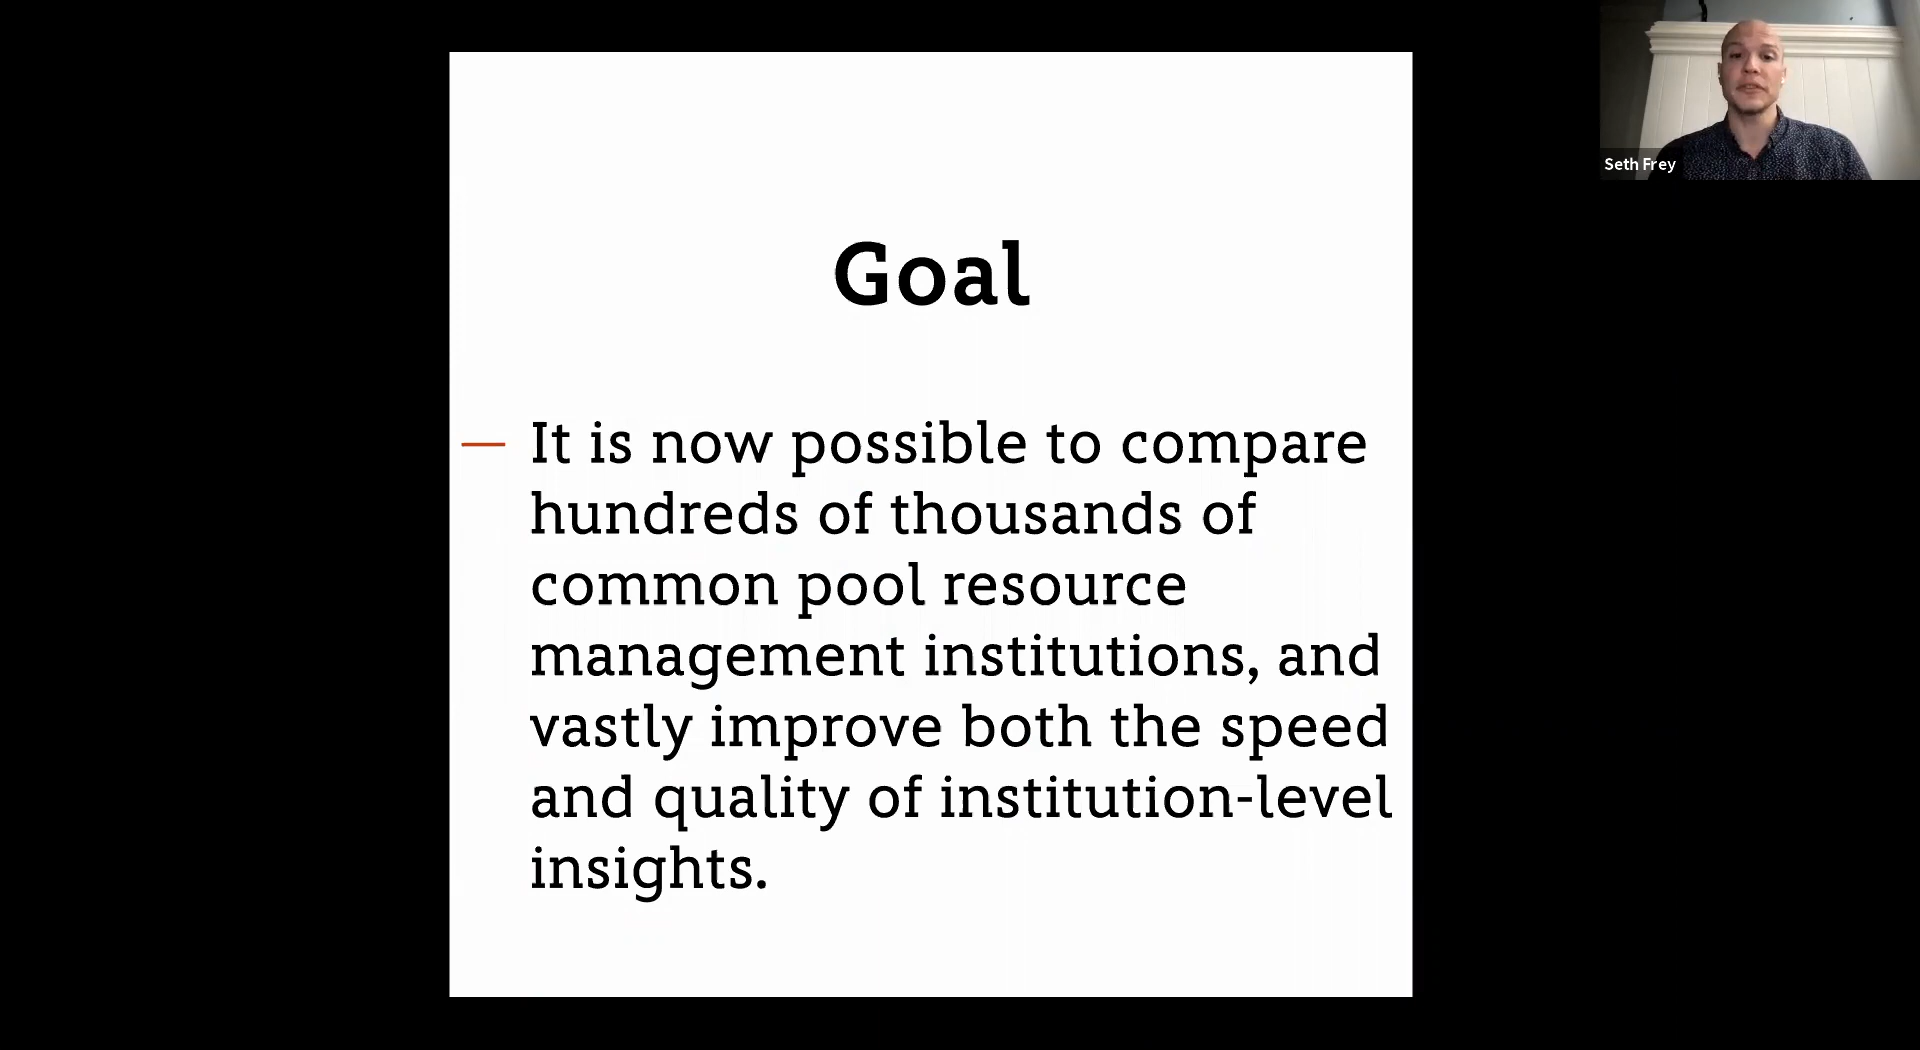 Goal
— It is now possible to compare
hundreds of thousands of
common pool resource
management institutions, and
vastly improve both the speed
and quality of institution-level
insights.
Seth Frey